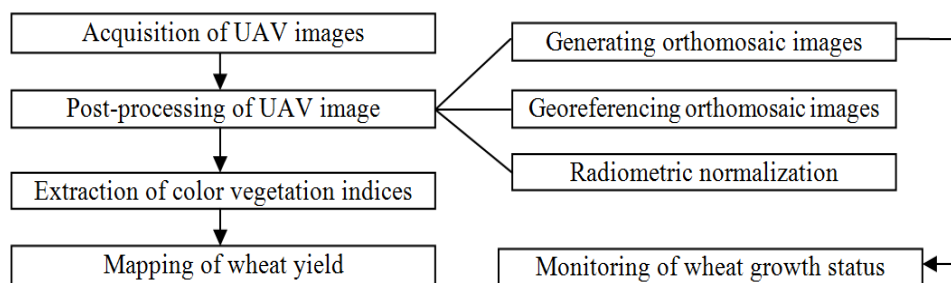 Acquisition of UAV images
Generating orthomosaic images
Post-processing of UAV image
Georeferencing orthomosaic images
Radiometric normalization
Extraction of color vegetation indices
Mapping of wheat yield
Monitoring of wheat growth status